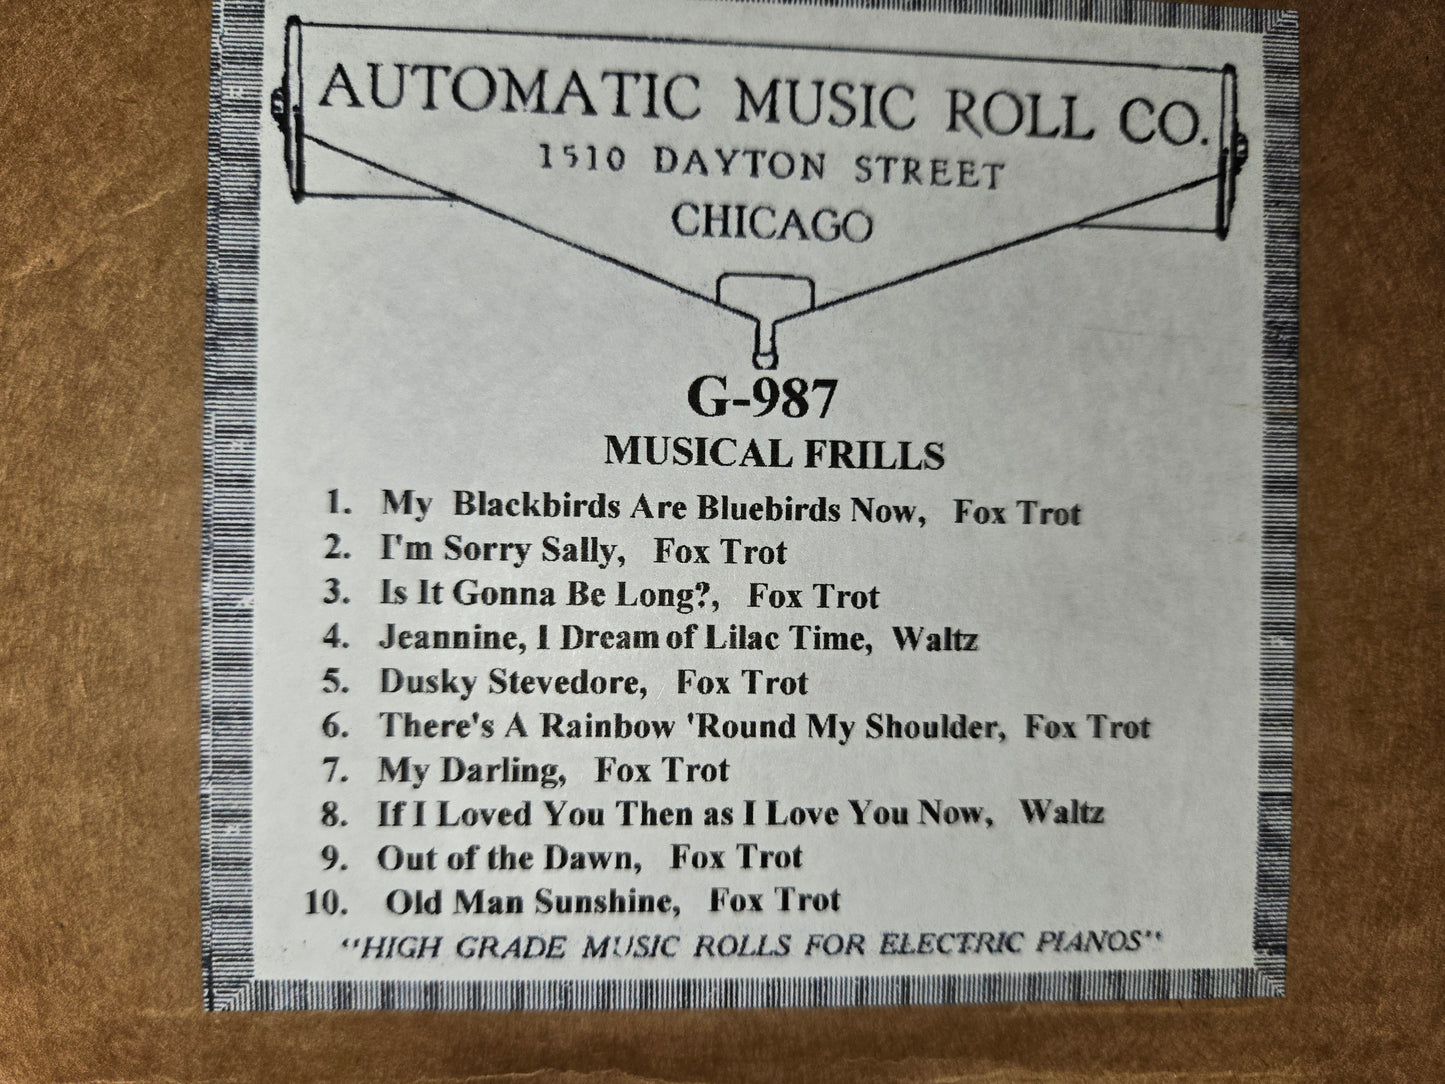 AUTOMATIC MUSIC ROLL CO.
1510 DAYTON STREET
CHICAGO
G-987
MUSICAL FRILLS
1. My Blackbirds Are Bluebirds Now, Fox Trot
2. I'm Sorry Sally, Fox Trot
3. Is It Gonna Be Long?, Fox Trot
4. Jeannine, I Dream of Lilac Time, Waltz
5. Dusky Stevedore, Fox Trot
6. There's A Rainbow 'Round My Shoulder, Fox Trot
7. My Darling, Fox Trot
8. If I Loved You Then as I Love You Now, Waltz
9. Out of the Dawn, Fox Trot
10. Old Man Sunshine, Fox Trot
"HIGH GRADE MUSIC ROLLS FOR ELECTRIC PIANOS"